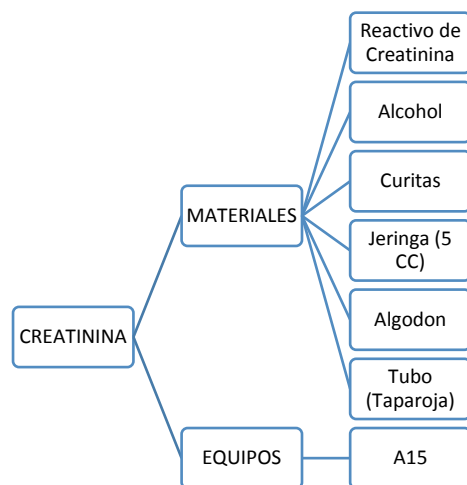 Reactivo de
Creatinina
Alcohol
Curitas
MATERIALES
Jeringa (5
CC)
CREATININA
Algodon
Tubo
(Taparoja)
EQUIPOS
A15